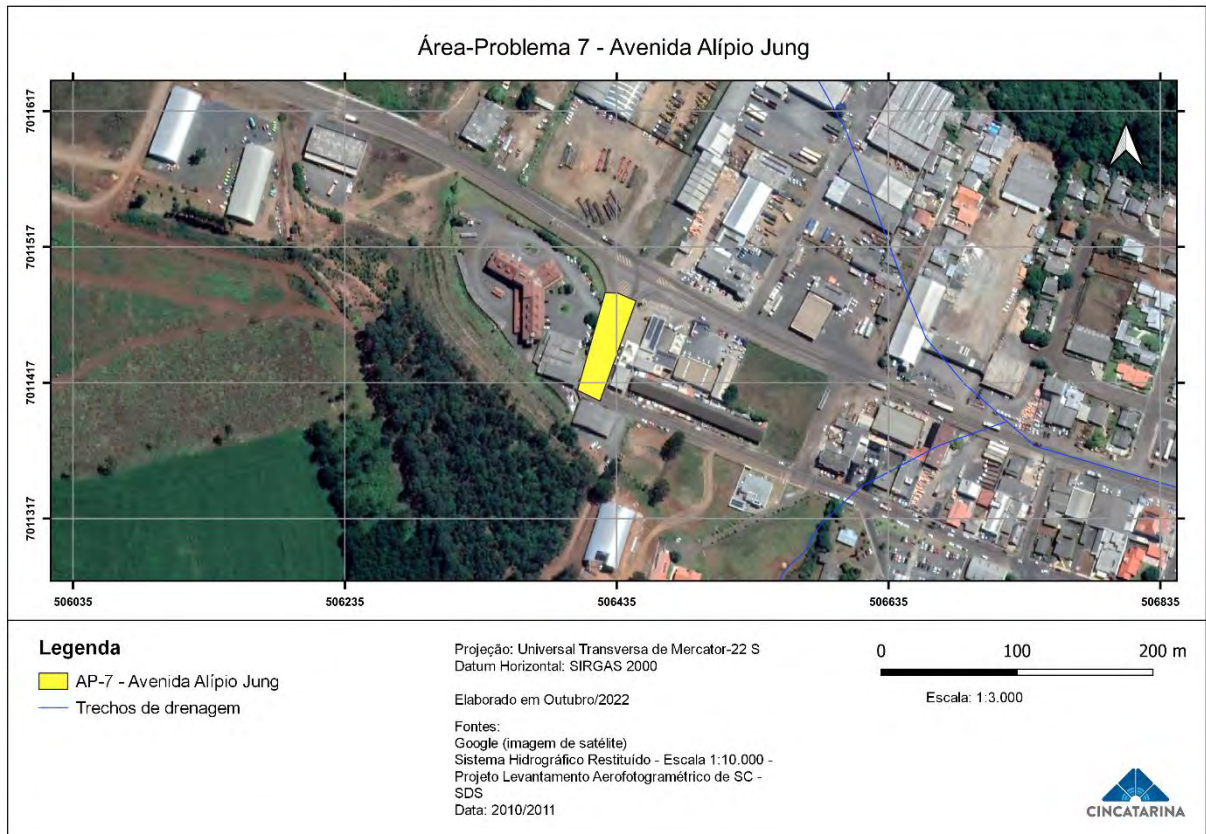 Área-Problema 7 - Avenida Alípio Jung
7011617
7011517
7011417
7011317
506035
506235
506435
506635
506835
Legenda
AP-7 - Avenida Alípio Jung
Trechos de drenagem
Projeção: Universal Transversa de Mercator-22 S
Datum Horizontal: SIRGAS 2000
Elaborado em Outubro/2022
Fontes:
Google (imagem de satélite)
Sistema Hidrográfico Restituído - Escala 1:10.000 -
Projeto Levantamento Aerofotogramétrico de SC -
SDS
Data: 2010/2011
0 100 200 m
Escala: 1:3.000
CINCATARINA